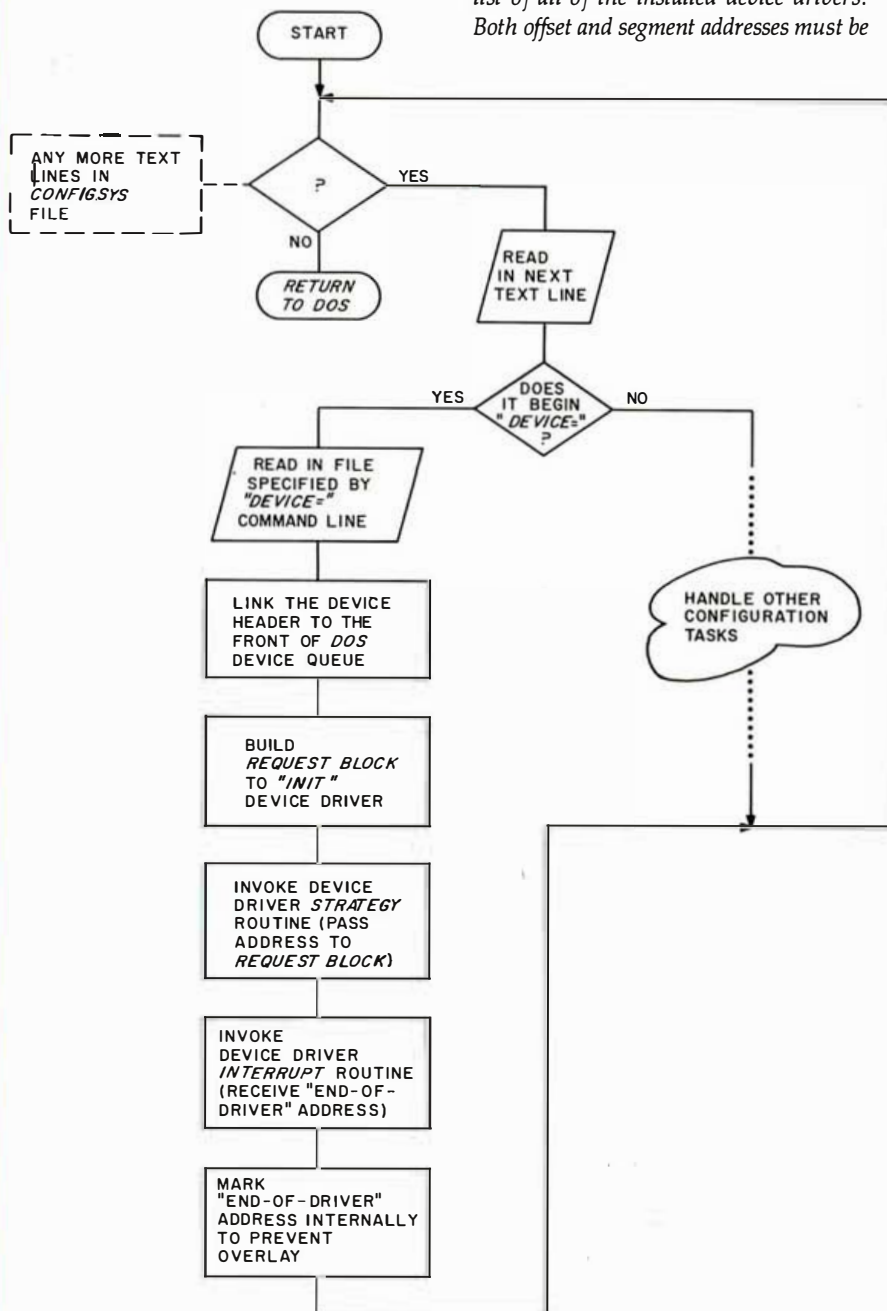 list of all of the installed device drivers.
Both offset and segment addresses must be
START
ANY MORE TEXT
LINES IN
CONFIG.SYS
FILE
?
YES
NO
RETURN
TO DOS
READ
IN NEXT
TEXT LINE
DOES
IT BEGIN
"DEVICE="
?
YES
NO
READ IN FILE
SPECIFIED BY
"DEVICE="
COMMAND LINE
HANDLE OTHER
CONFIGURATION
TASKS
LINK THE DEVICE
HEADER TO THE
FRONT OF DOS
DEVICE QUEUE
BUILD
REQUEST BLOCK
TO "INIT"
DEVICE DRIVER
INVOKE DEVICE
DRIVER STRATEGY
ROUTINE (PASS
ADDRESS TO
REQUEST BLOCK)
INVOKE
DEVICE DRIVER
INTERRUPT ROUTINE
(RECEIVE "END-OF-
DRIVER" ADDRESS)
MARK
"END-OF-DRIVER"
ADDRESS INTERNALLY
TO PREVENT
OVERLAY